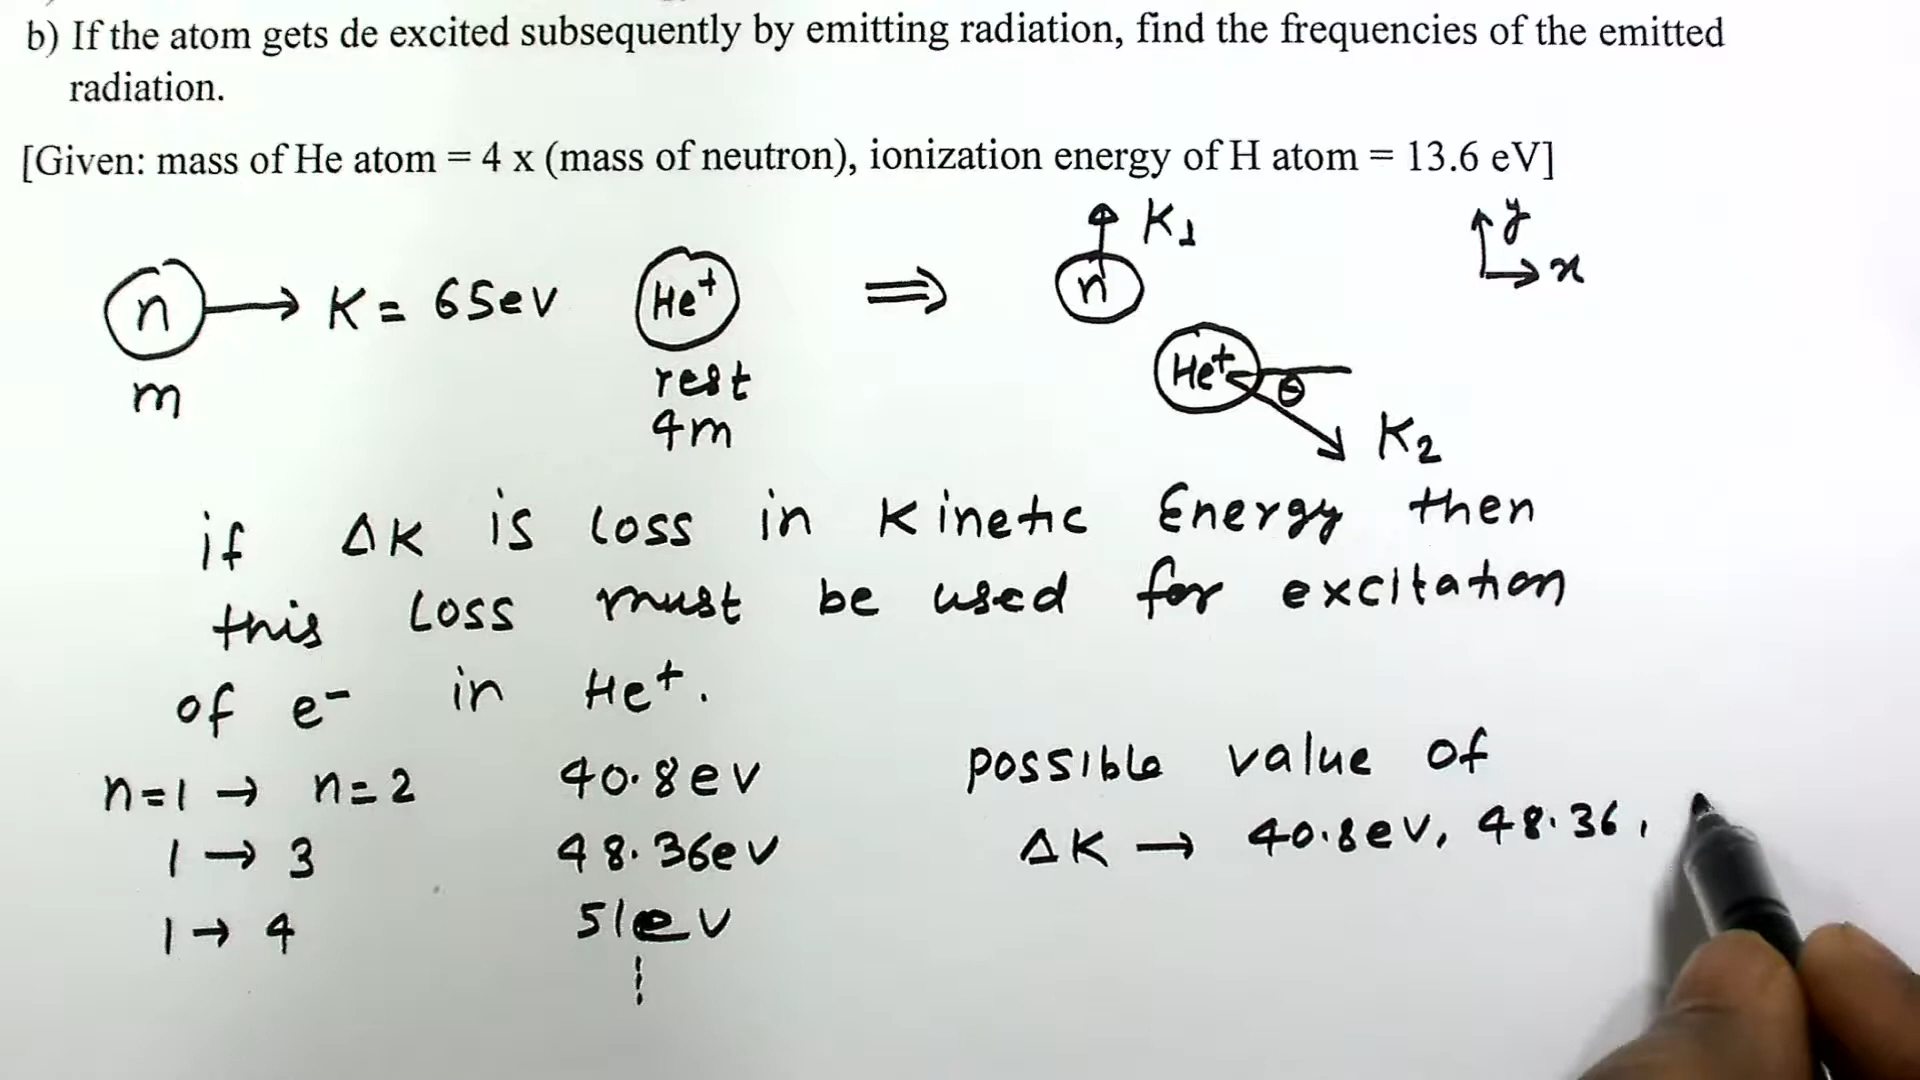 b) If the atom gets de excited subsequently by emitting radiation, find the frequencies of the emitted
radiation.
[Given: mass of He atom = 4 x (mass of neutron), ionization energy of H atom = 13.6 eV]
n → K = 65ev He+ ⇒ n K1 y x
m rest
4m
He+ θ K2
if ΔK is loss in Kinetic Energy then
this Loss must be used for excitation
of e- in He+.
n=1 → n=2 40.8ev
1 → 3 48.36ev
1 → 4 51ev
possible value of
ΔK → 40.8ev, 48.36,